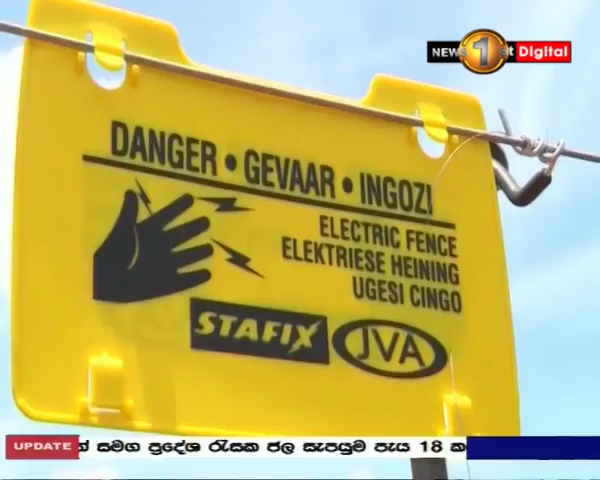 NEWS 1st Digital
DANGER • GEVAAR • INGOZI
ELECTRIC FENCE
ELEKTRIESE HEINING
UGESI CINGO
STAFIX JVA
UPDATE සමග ප්‍රදේශ රැසක ජල සැපයුම පැය 18 ක